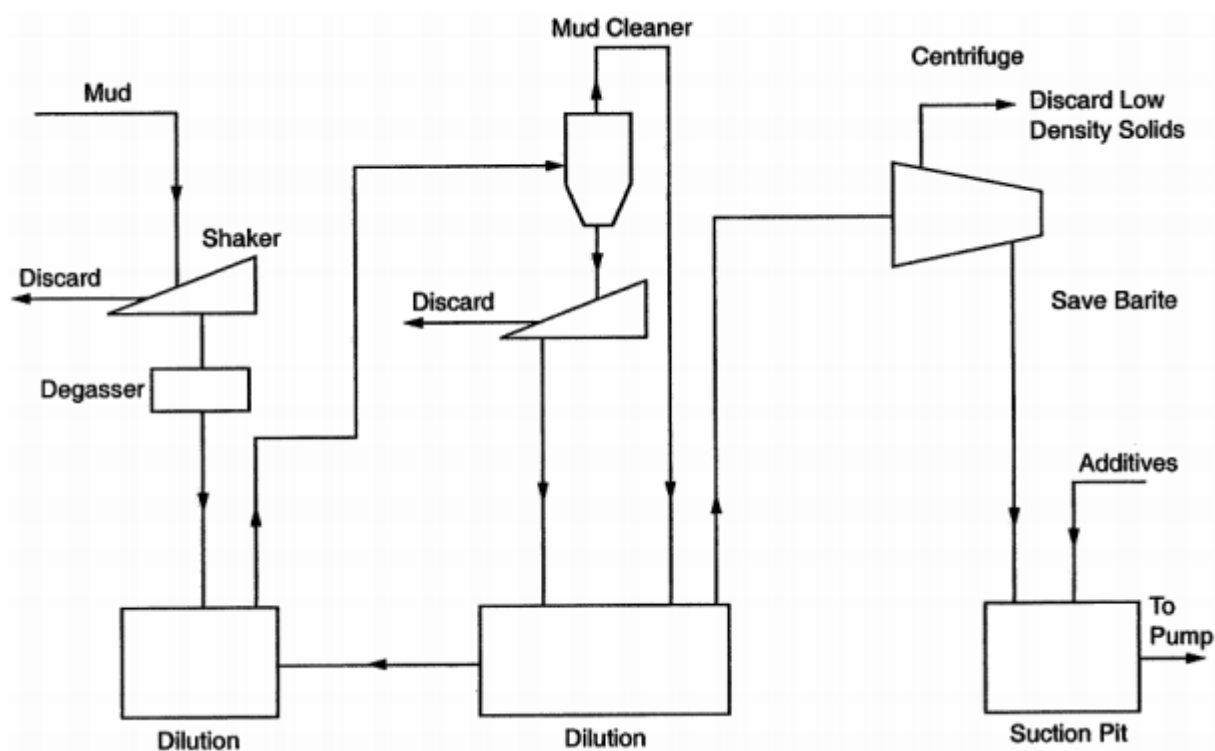 Mud Cleaner
Centrifuge
Mud
Discard Low
Density Solids
Shaker
Discard
Discard
Save Barite
Degasser
Additives
To
Pump
Dilution
Dilution
Suction Pit